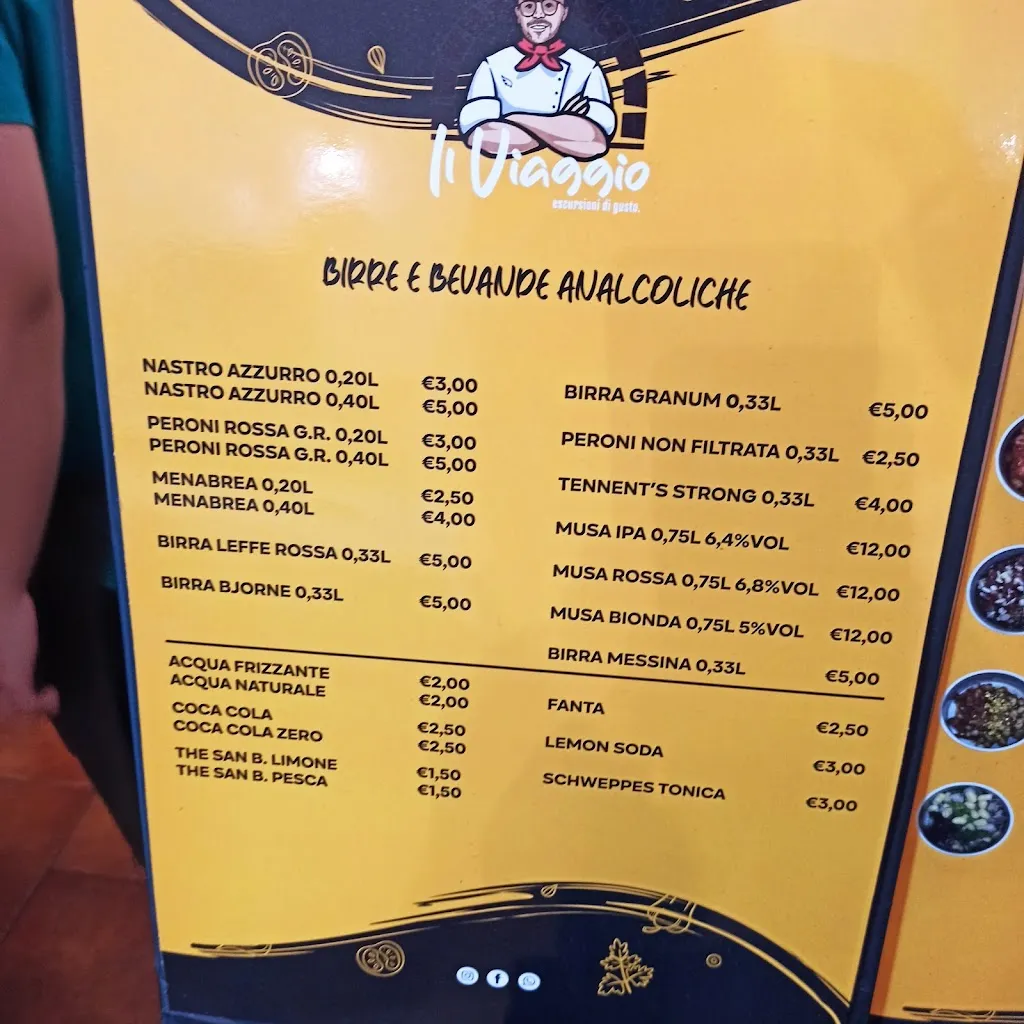 Il Viaggio
escursioni di gusto.
BIRRE E BEVANDE ANALCOLICHE
NASTRO AZZURRO 0,20L €3,00
NASTRO AZZURRO 0,40L €5,00
PERONI ROSSA G.R. 0,20L €3,00
PERONI ROSSA G.R. 0,40L €5,00
MENABREA 0,20L €2,50
MENABREA 0,40L €4,00
BIRRA LEFFE ROSSA 0,33L €5,00
BIRRA BJORNE 0,33L €5,00
BIRRA GRANUM 0,33L €5,00
PERONI NON FILTRATA 0,33L €2,50
TENNENT'S STRONG 0,33L €4,00
MUSA IPA 0,75L 6,4%VOL €12,00
MUSA ROSSA 0,75L 6,8%VOL €12,00
MUSA BIONDA 0,75L 5%VOL €12,00
BIRRA MESSINA 0,33L €5,00
ACQUA FRIZZANTE €2,00
ACQUA NATURALE €2,00
COCA COLA €2,50
COCA COLA ZERO €2,50
THE SAN B. LIMONE €1,50
THE SAN B. PESCA €1,50
FANTA €2,50
LEMON SODA €3,00
SCHWEPPES TONICA €3,00